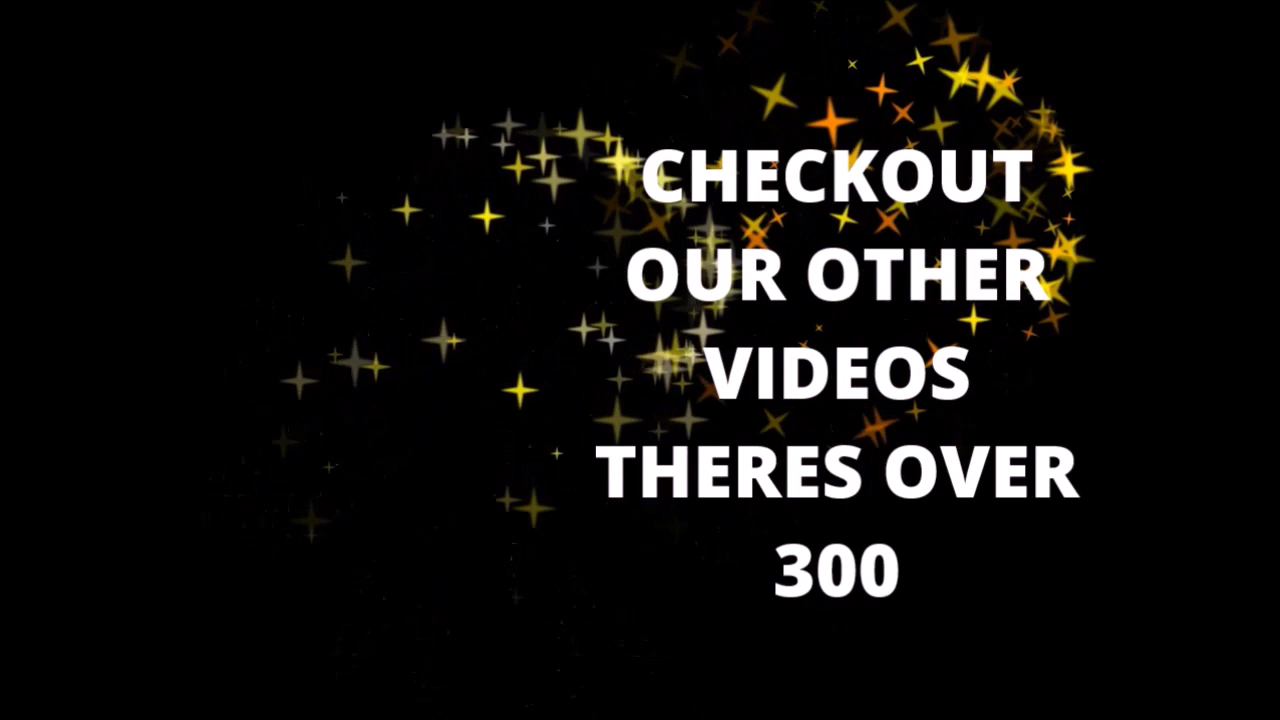 CHECKOUT
OUR OTHER
VIDEOS
THERES OVER
300